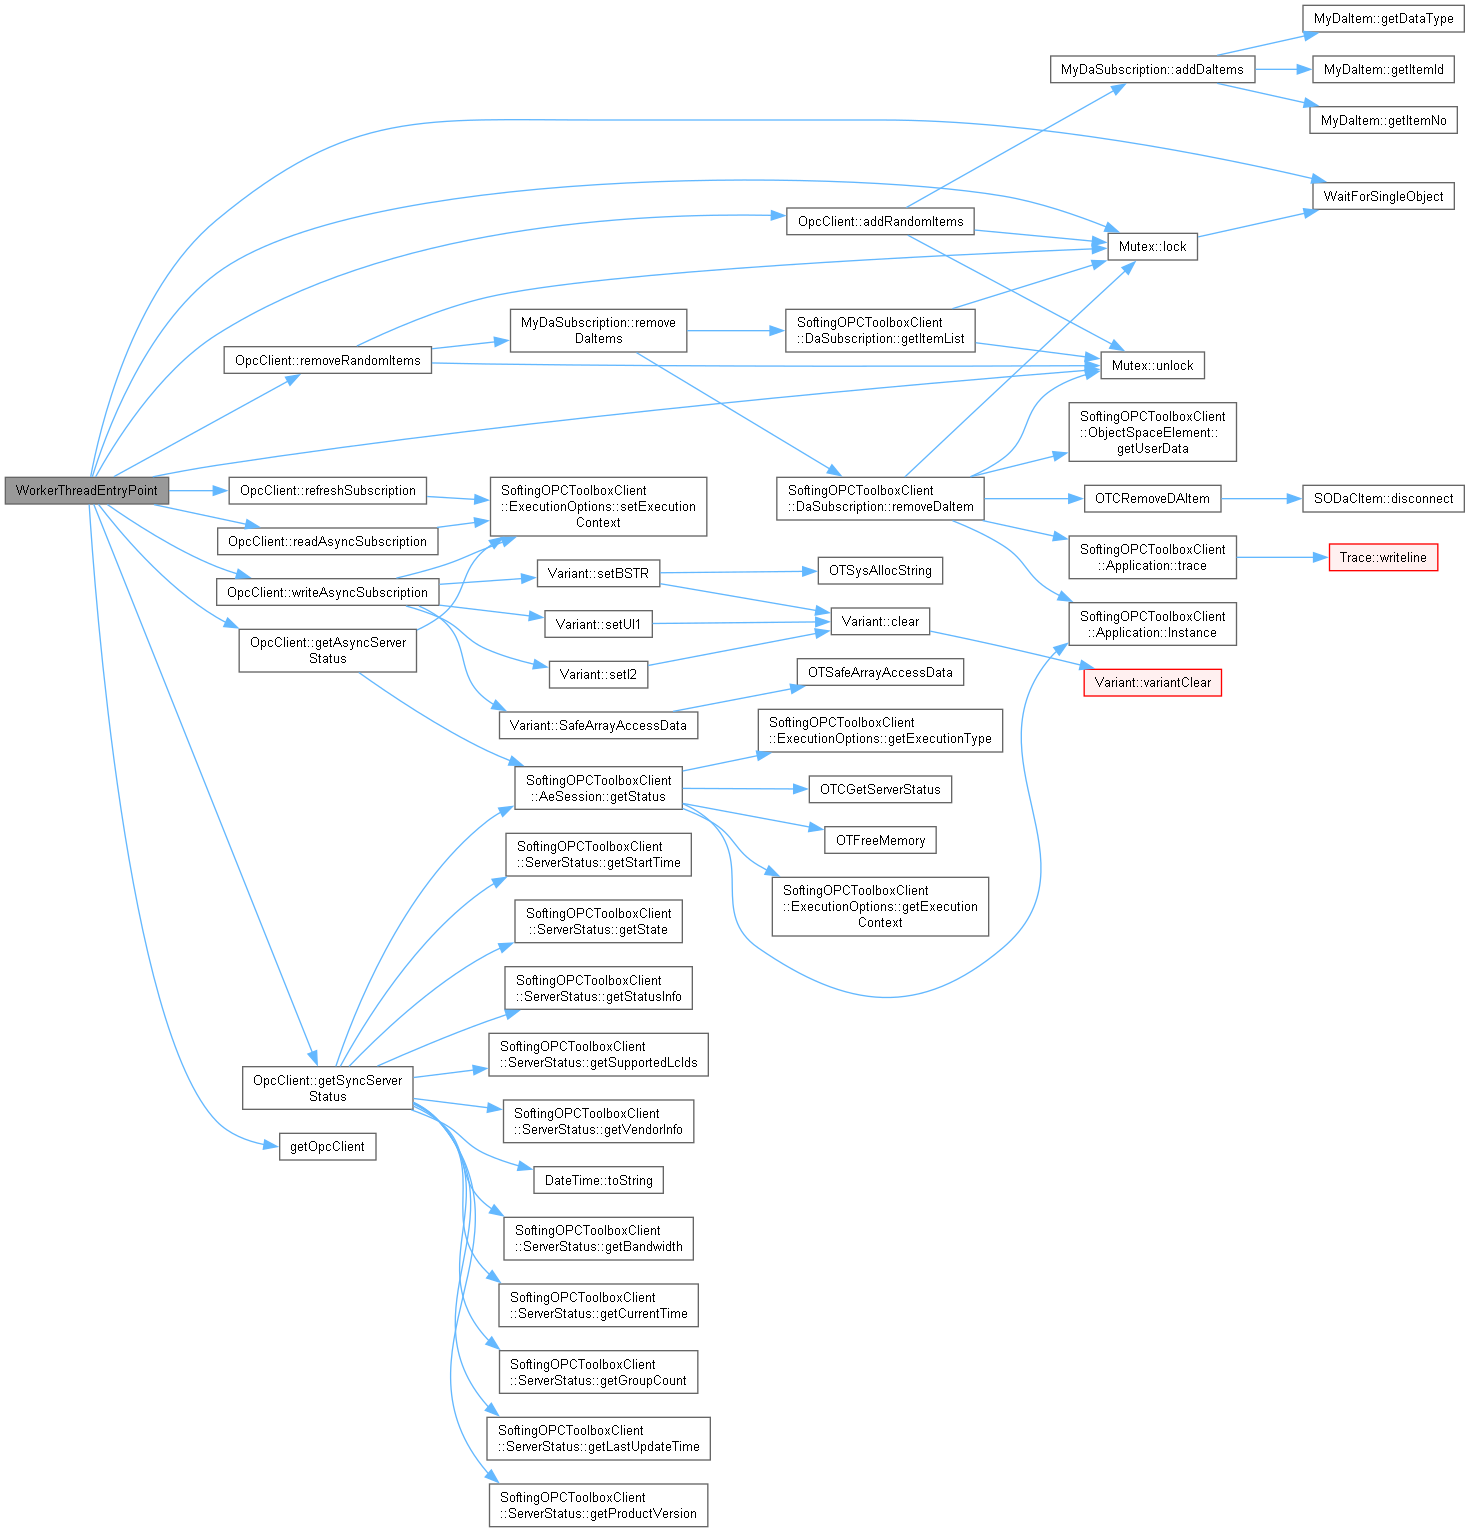 MyDaItem::getDataType
MyDaSubscription::addDaItems
MyDaItem::getItemId
MyDaItem::getItemNo
WaitForSingleObject
OpcClient::addRandomItems
Mutex::lock
MyDaSubscription::remove
DaItems
SoftingOPCToolboxClient
::DaSubscription::getItemList
OpcClient::removeRandomItems
Mutex::unlock
SoftingOPCToolboxClient
::ObjectSpaceElement::
getUserData
WorkerThreadEntryPoint
OpcClient::refreshSubscription
SoftingOPCToolboxClient
::ExecutionOptions::setExecution
Context
SoftingOPCToolboxClient
::DaSubscription::removeDaItem
OTCRemoveDAItem
SODaCItem::disconnect
OpcClient::readAsyncSubscription
SoftingOPCToolboxClient
::Application::trace
Trace::writeline
OpcClient::writeAsyncSubscription
Variant::setBSTR
OTSysAllocString
Variant::setUI1
Variant::clear
SoftingOPCToolboxClient
::Application::Instance
OpcClient::getAsyncServer
Status
Variant::setI2
OTSafeArrayAccessData
Variant::variantClear
Variant::SafeArrayAccessData
SoftingOPCToolboxClient
::ExecutionOptions::getExecutionType
SoftingOPCToolboxClient
::AeSession::getStatus
OTCGetServerStatus
OTFreeMemory
SoftingOPCToolboxClient
::ServerStatus::getStartTime
SoftingOPCToolboxClient
::ExecutionOptions::getExecution
Context
SoftingOPCToolboxClient
::ServerStatus::getState
SoftingOPCToolboxClient
::ServerStatus::getStatusInfo
SoftingOPCToolboxClient
::ServerStatus::getSupportedLcIds
OpcClient::getSyncServer
Status
SoftingOPCToolboxClient
::ServerStatus::getVendorInfo
getOpcClient
DateTime::toString
SoftingOPCToolboxClient
::ServerStatus::getBandwidth
SoftingOPCToolboxClient
::ServerStatus::getCurrentTime
SoftingOPCToolboxClient
::ServerStatus::getGroupCount
SoftingOPCToolboxClient
::ServerStatus::getLastUpdateTime
SoftingOPCToolboxClient
::ServerStatus::getProductVersion